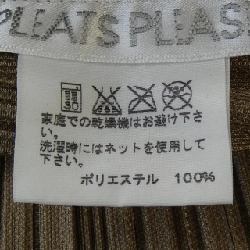 PLEATS PLEAS
家庭での乾燥機はお避け下
さい。
洗濯時にはネットを使用して
下さい。
ポリエステル 100%